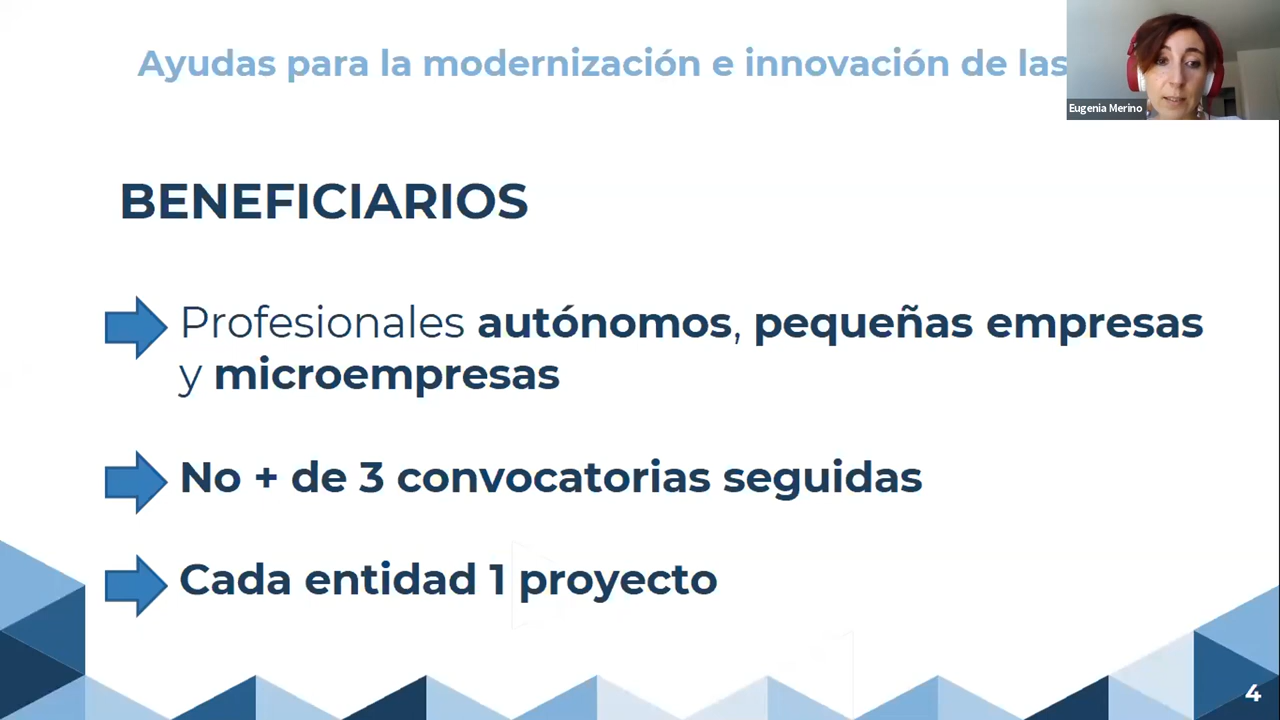 Ayudas para la modernización e innovación de las
Eugenia Merino
BENEFICIARIOS
Profesionales autónomos, pequeñas empresas
y microempresas
No + de 3 convocatorias seguidas
Cada entidad 1 proyecto
4